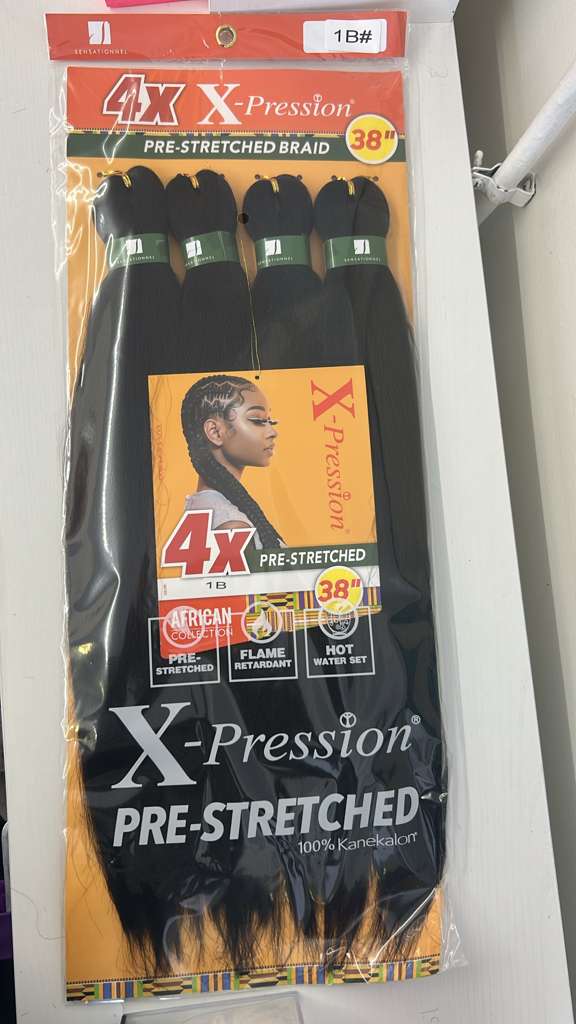 SENSATIONNEL
1B#
4X X-Pression®
PRE-STRETCHED BRAID 38"
SENSATIONNEL
SENSATIONNEL
SENSATIONNEL
SENSATIONNEL
X-Pression
4X PRE-STRETCHED
1B
38"
AFRICAN
COLLECTION
PRE-
STRETCHED
FLAME
RETARDANT
HOT
WATER SET
X-Pression®
PRE-STRETCHED
100% Kanekalon®